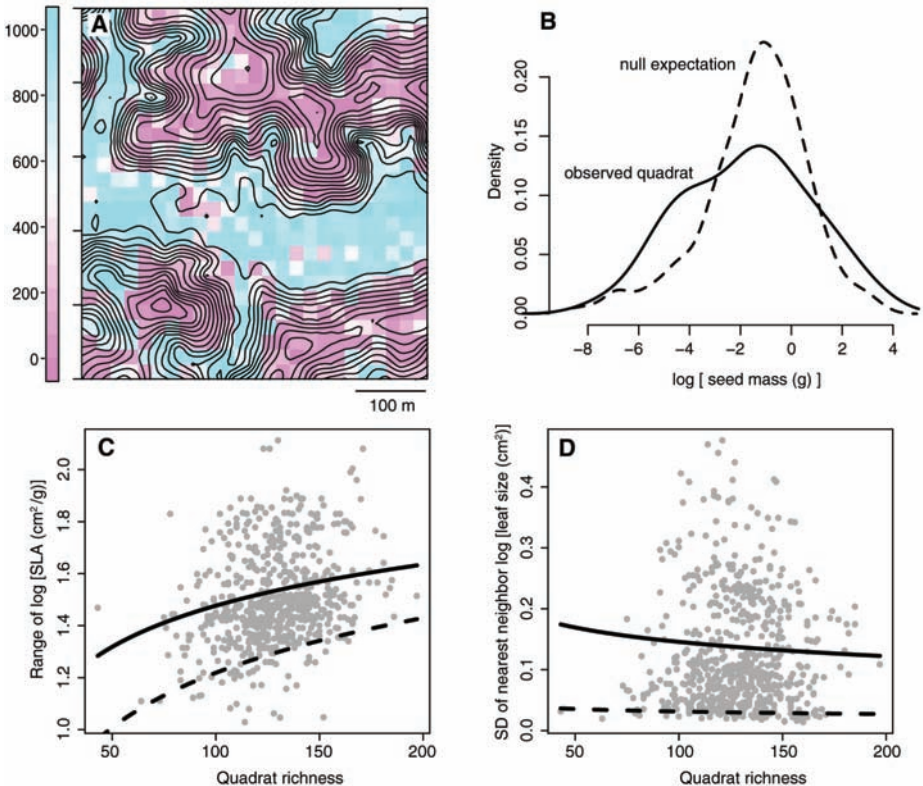 A
1000
800
600
400
200
0
100 m
B
null expectation
observed quadrat
Density
0.20
0.15
0.10
0.05
0.00
−8 −6 −4 −2 0 2 4
log [ seed mass (g) ]
C
Range of log [SLA (cm²/g)]
2.0
1.8
1.6
1.4
1.2
1.0
50 100 150 200
Quadrat richness
D
SD of nearest neighbor log [leaf size (cm²)]
0.4
0.3
0.2
0.1
0.0
50 100 150 200
Quadrat richness